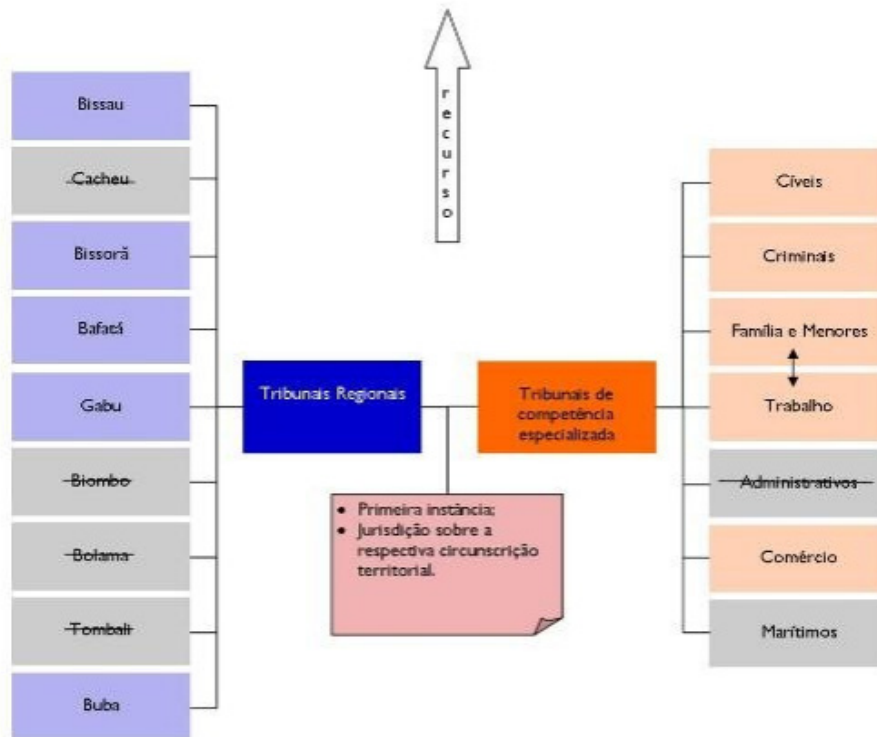 recurso
Bissau
Cacheu
Bissorã
Bafatá
Gabu
Biombo
Bolama
Tombali
Buba
Tribunais Regionais
Tribunais de
competência
especializada
• Primeira instância;
• Jurisdição sobre a
respectiva circunscrição
territorial.
Cíveis
Criminais
Família e Menores
Trabalho
Administrativos
Comércio
Marítimos